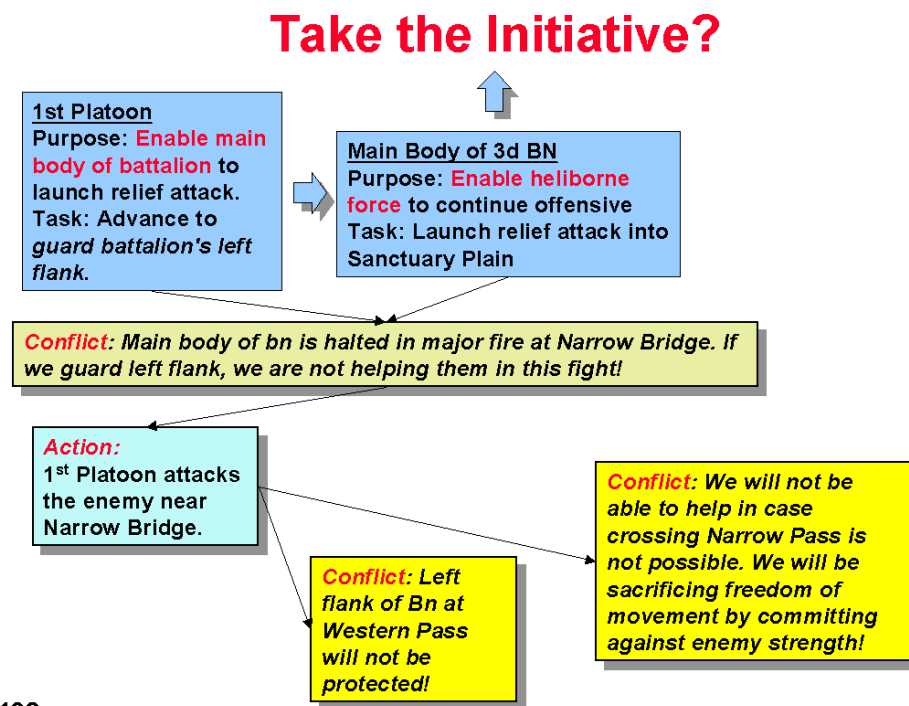 Take the Initiative?
1st Platoon
Purpose: Enable main
body of battalion to
launch relief attack.
Task: Advance to
guard battalion's left
flank.
Main Body of 3d BN
Purpose: Enable heliborne
force to continue offensive
Task: Launch relief attack into
Sanctuary Plain
Conflict: Main body of bn is halted in major fire at Narrow Bridge. If
we guard left flank, we are not helping them in this fight!
Action:
1st Platoon attacks
the enemy near
Narrow Bridge.
Conflict: We will not be
able to help in case
crossing Narrow Pass is
not possible. We will be
sacrificing freedom of
movement by committing
against enemy strength!
Conflict: Left
flank of Bn at
Western Pass
will not be
protected!